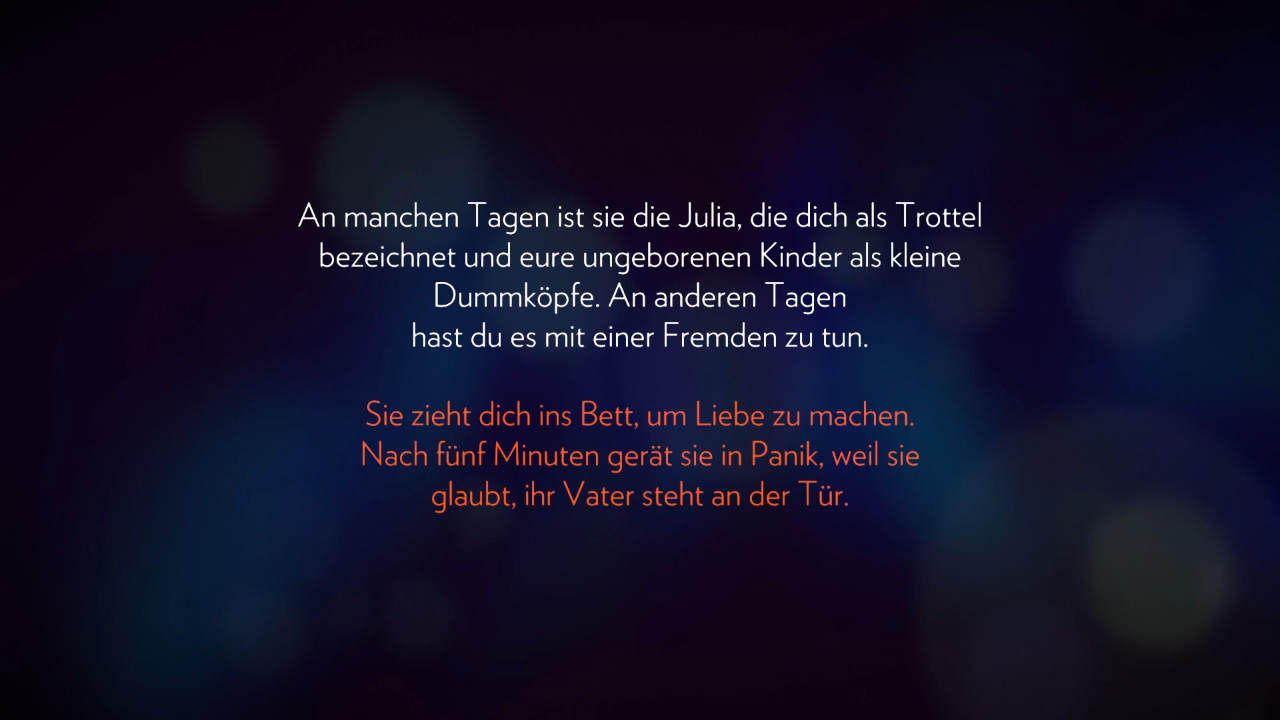 An manchen Tagen ist sie die Julia, die dich als Trottel
bezeichnet und eure ungeborenen Kinder als kleine
Dummköpfe. An anderen Tagen
hast du es mit einer Fremden zu tun.
Sie zieht dich ins Bett, um Liebe zu machen.
Nach fünf Minuten gerät sie in Panik, weil sie
glaubt, ihr Vater steht an der Tür.